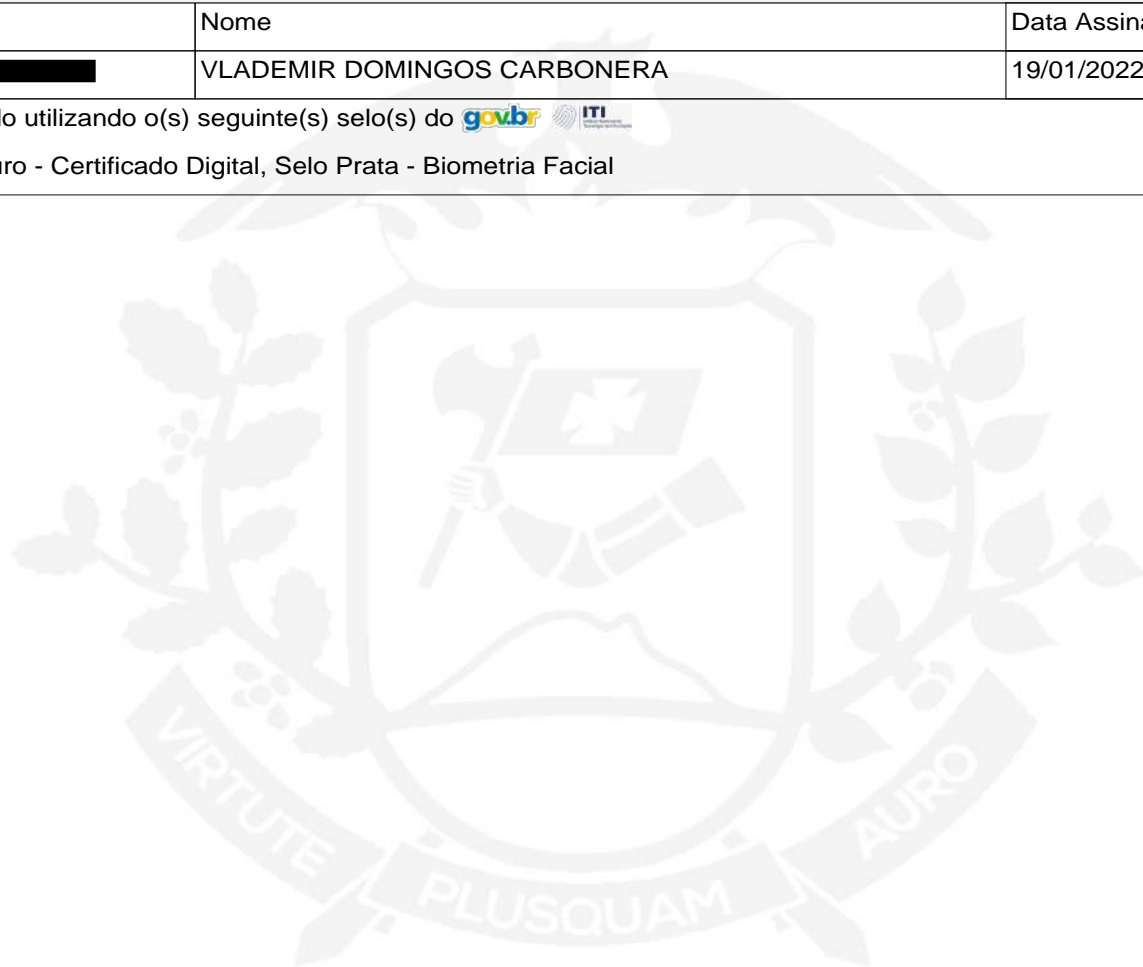 Nome Data Assina
VLADEMIR DOMINGOS CARBONERA 19/01/2022
o utilizando o(s) seguinte(s) selo(s) do gov.br ITI
uro - Certificado Digital, Selo Prata - Biometria Facial
VIRTUTE PLUSQUAM AURO